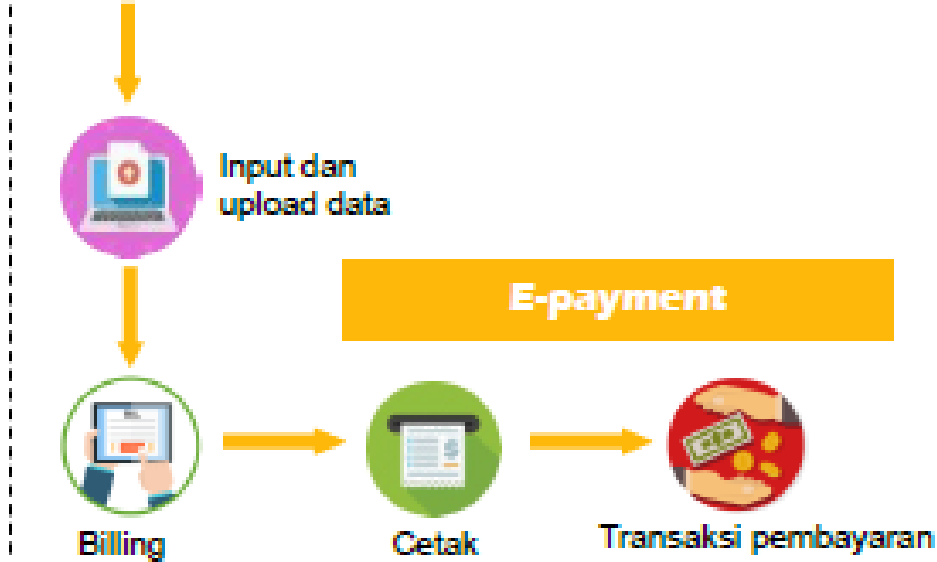 Input dan
upload data
E-payment
Billing
Cetak
Transaksi pembayaran